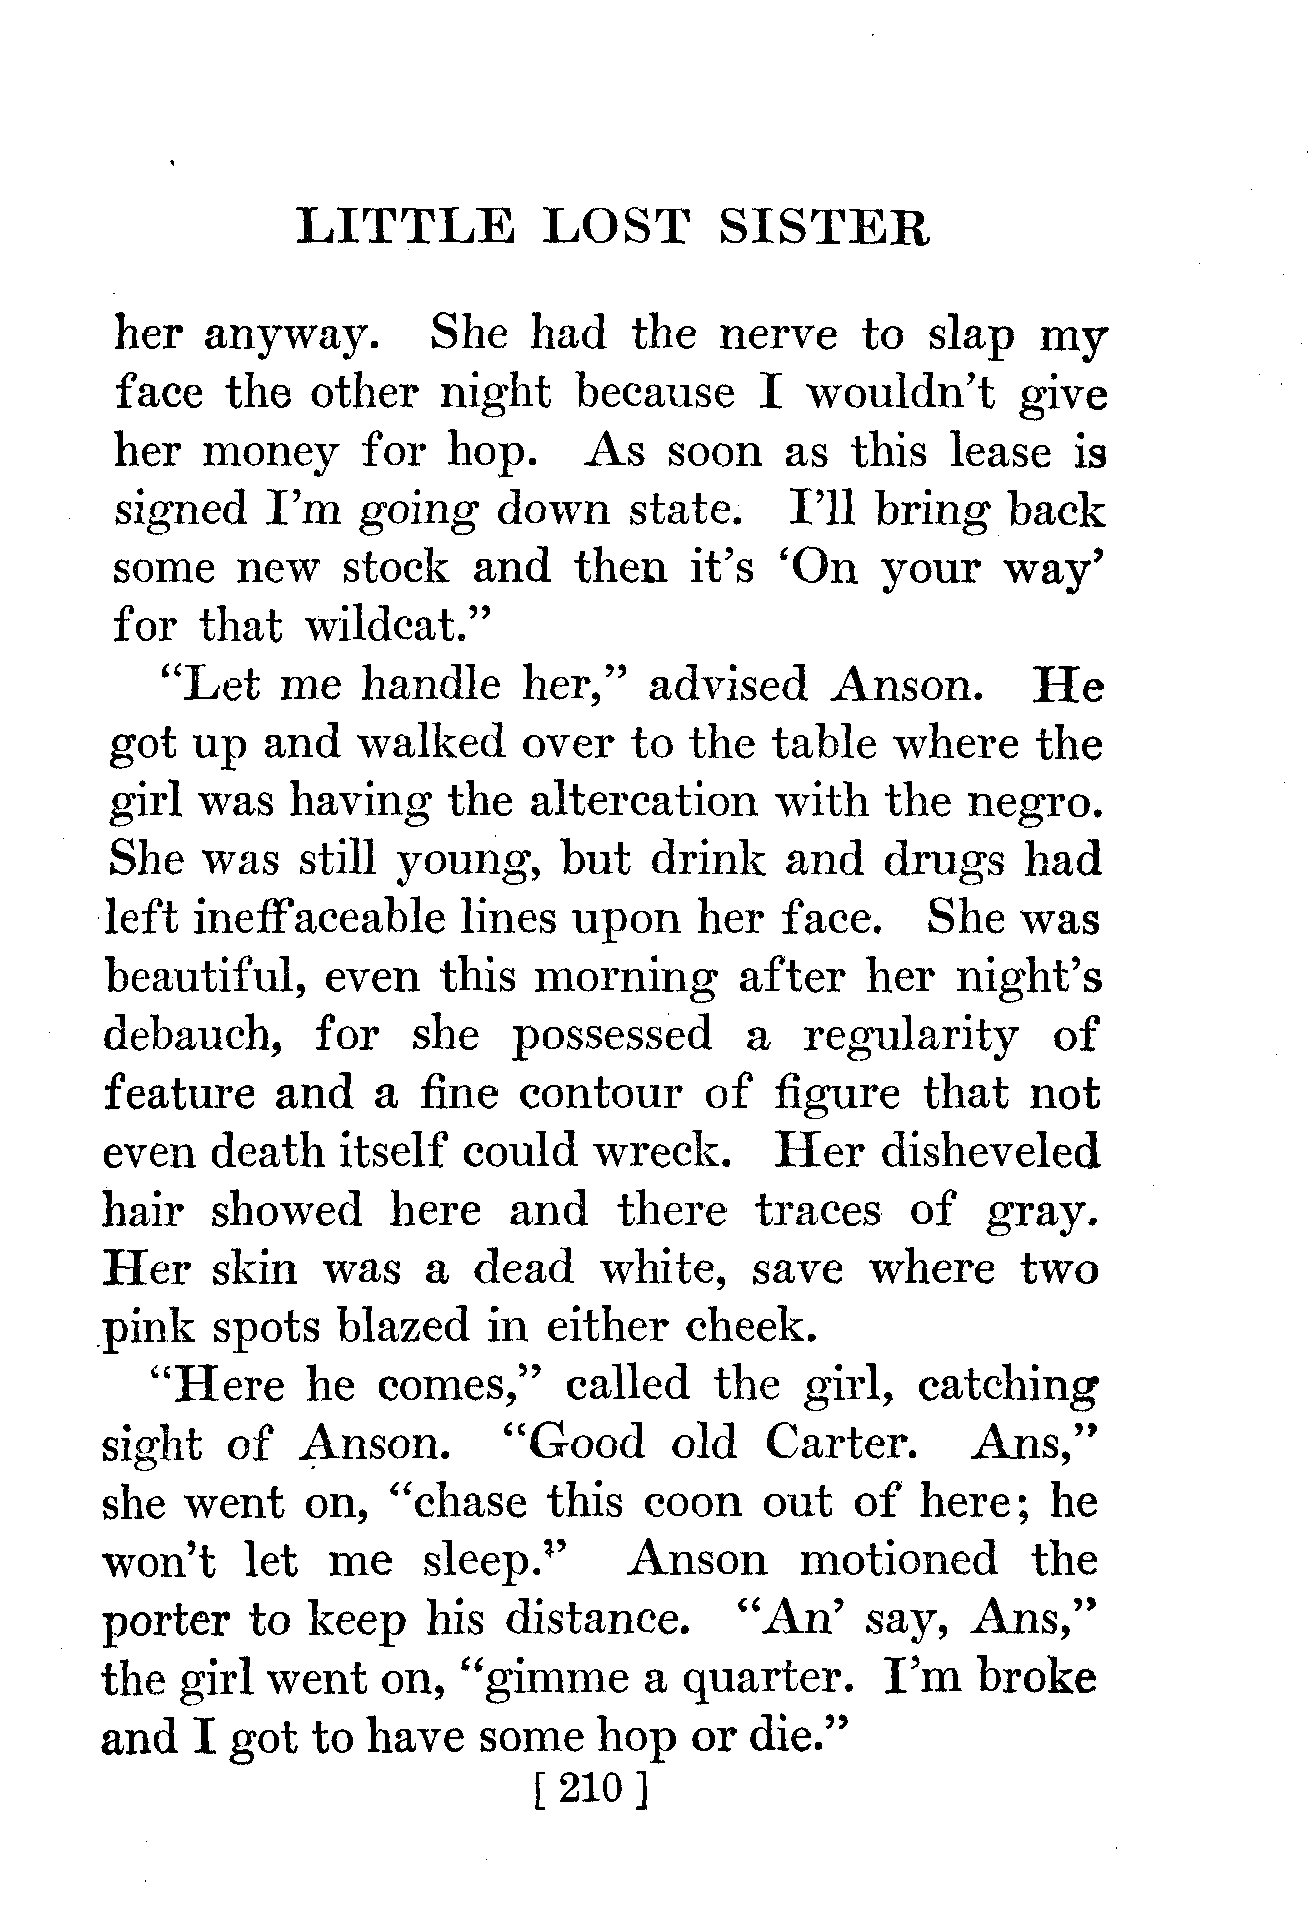 LITTLE LOST SISTER
her anyway. She had the nerve to slap my
face the other night because I wouldn't give
her money for hop. As soon as this lease is
signed I'm going down state. I'll bring back
some new stock and then it's ‘On your way’
for that wildcat.”
“Let me handle her,” advised Anson. He
got up and walked over to the table where the
girl was having the altercation with the negro.
She was still young, but drink and drugs had
left ineffaceable lines upon her face. She was
beautiful, even this morning after her night's
debauch, for she possessed a regularity of
feature and a fine contour of figure that not
even death itself could wreck. Her disheveled
hair showed here and there traces of gray.
Her skin was a dead white, save where two
pink spots blazed in either cheek.
“Here he comes,” called the girl, catching
sight of Anson. “Good old Carter. Ans,”
she went on, “chase this coon out of here; he
won't let me sleep.” Anson motioned the
porter to keep his distance. “An’ say, Ans,”
the girl went on, “gimme a quarter. I'm broke
and I got to have some hop or die.”
[ 210 ]